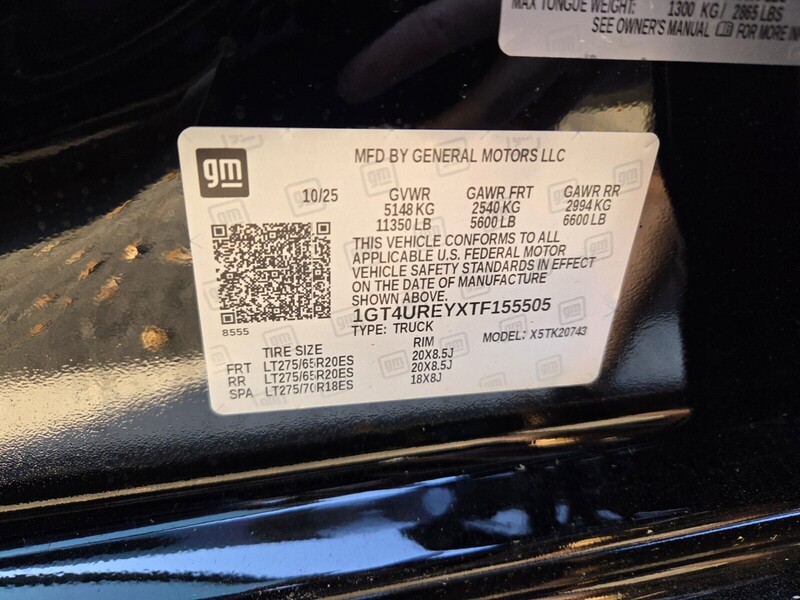 MAX TONGUE WEIGHT: 1300 KG / 2865 LBS
SEE OWNER'S MANUAL FOR MORE IN
gm
MFD BY GENERAL MOTORS LLC
10/25 GVWR GAWR FRT GAWR RR
5148 KG 2540 KG 2994 KG
11350 LB 5600 LB 6600 LB
THIS VEHICLE CONFORMS TO ALL
APPLICABLE U.S. FEDERAL MOTOR
VEHICLE SAFETY STANDARDS IN EFFECT
ON THE DATE OF MANUFACTURE
SHOWN ABOVE.
8555
1GT4UREYXTF155505
TYPE: TRUCK MODEL: X5TK20743
TIRE SIZE RIM
FRT LT275/65R20ES 20X8.5J
RR LT275/65R20ES 20X8.5J
SPA LT275/70R18ES 18X8J